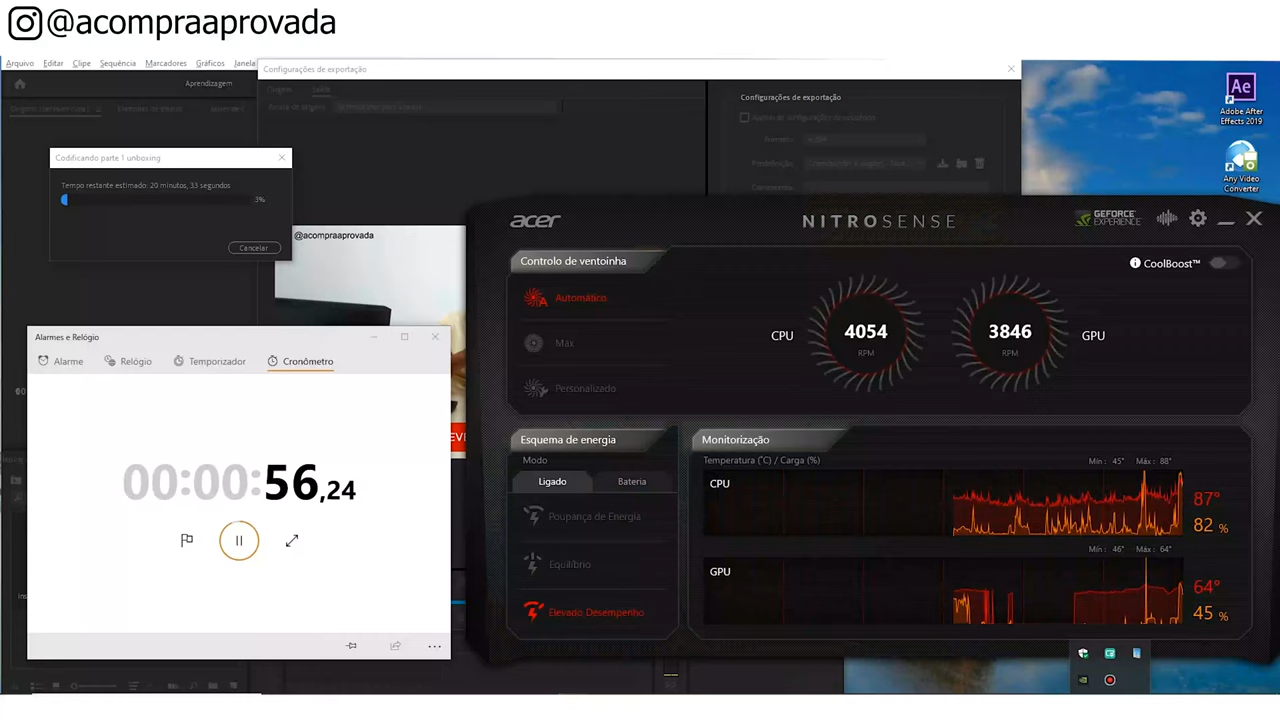 @acompraaprovada
Arquivo Editar Clipe Sequência Marcadores Gráficos Janela
Configurações de exportação
Aprendizagem
Configurações de exportação
Codificando parte 1 unboxing
Tempo restante estimado: 20 minutos, 33 segundos
3%
Cancelar
@acompraaprovada
Adobe After
Effects 2019
Any Video
Converter
acer
NITROSENSE
GEFORCE
EXPERIENCE
Controlo de ventoinha
CoolBoost™
Automático
Máx
Personalizado
CPU
4054
RPM
3846
RPM
GPU
Alarmes e Relógio
Alarme
Relógio
Temporizador
Cronômetro
00:00:56,24
Esquema de energia
Modo
Ligado
Bateria
Poupança de Energia
Equilíbrio
Elevado Desempenho
Monitorização
Temperatura (°C) / Carga (%)
Mín : 45° Máx : 88°
CPU
87°
82 %
Mín : 46° Máx : 64°
GPU
64°
45 %